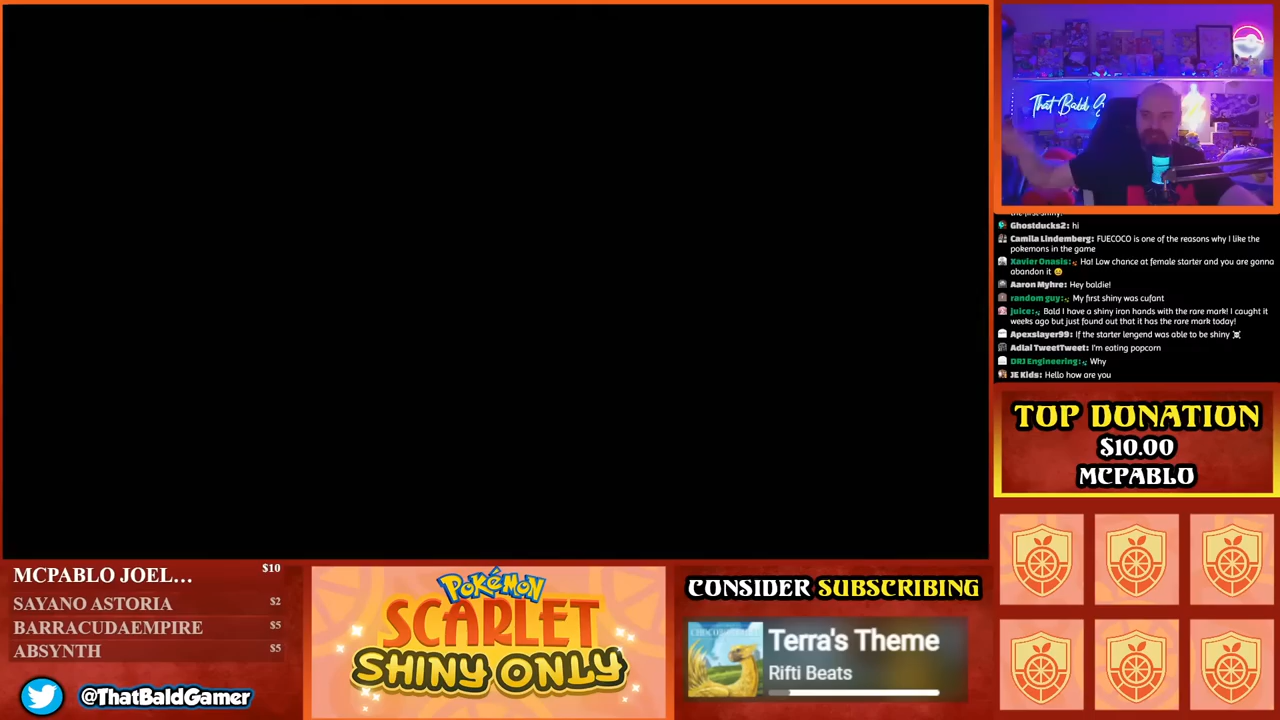 That Bald G
the first shiny!
Ghostducks2: hi
Camila Lindemberg: FUECOCO is one of the reasons why I like the
pokemons in the game
Xavier Onasis: Ha! Low chance at female starter and you are gonna
abandon it
Aaron Myhre: Hey baldie!
random guy: My first shiny was cufant
Juice: Bald I have a shiny iron hands with the rare mark! I caught it
weeks ago but just found out that it has the rare mark today!
Apexslayer99: If the starter lengend was able to be shiny
Adlai TweetTweet: I'm eating popcorn
DRJ Engineering: Why
JE Kids: Hello how are you
TOP DONATION
$10.00
MCPABLO
MCPABLO JOEL... $10
SAYANO ASTORIA $2
BARRACUDAEMPIRE $5
ABSYNTH $5
@ThatBaldGamer
POKéMON
SCARLET
SHINY ONLY
CONSIDER SUBSCRIBING
Terra's Theme
Rifti Beats